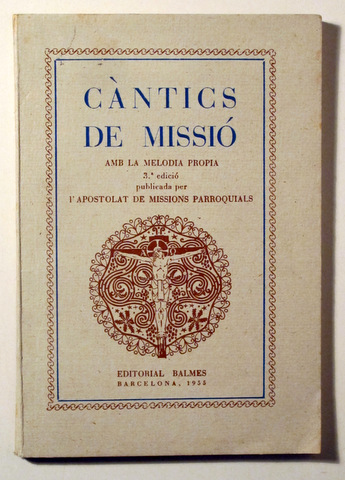 CÀNTICS
DE MISSIÓ
AMB LA MELODIA PROPIA
3.ª edició
publicada per
l'APOSTOLAT DE MISSIONS PARROQUIALS
EDITORIAL BALMES
BARCELONA, 1955